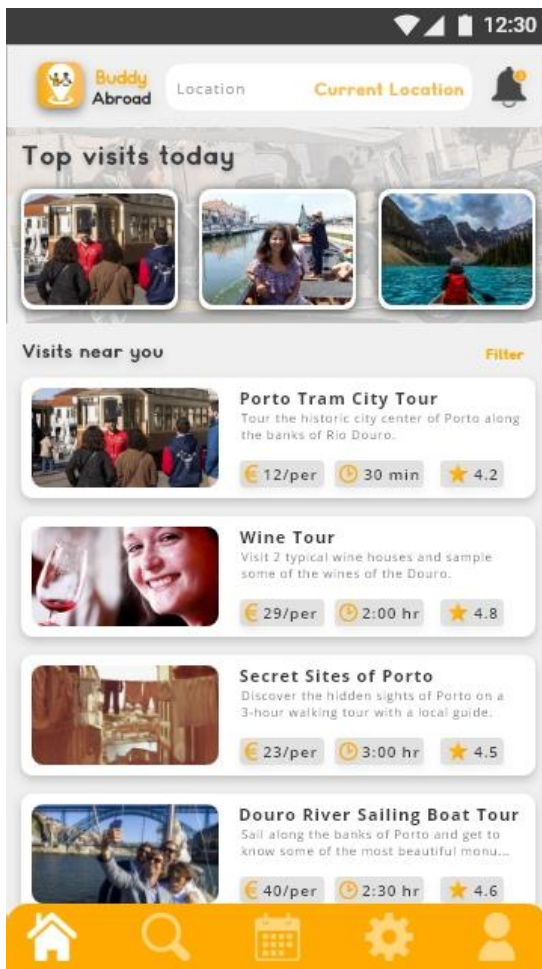 12:30
Buddy
Abroad
Location
Current Location
1
Top visits today
Visits near you
Filter
Porto Tram City Tour
Tour the historic city center of Porto along
the banks of Rio Douro.
€ 12/per 30 min 4.2
Wine Tour
Visit 2 typical wine houses and sample
some of the wines of the Douro.
€ 29/per 2:00 hr 4.8
Secret Sites of Porto
Discover the hidden sights of Porto on a
3-hour walking tour with a local guide.
€ 23/per 3:00 hr 4.5
Douro River Sailing Boat Tour
Sail along the banks of Porto and get to
know some of the most beautiful monu...
€ 40/per 2:30 hr 4.6